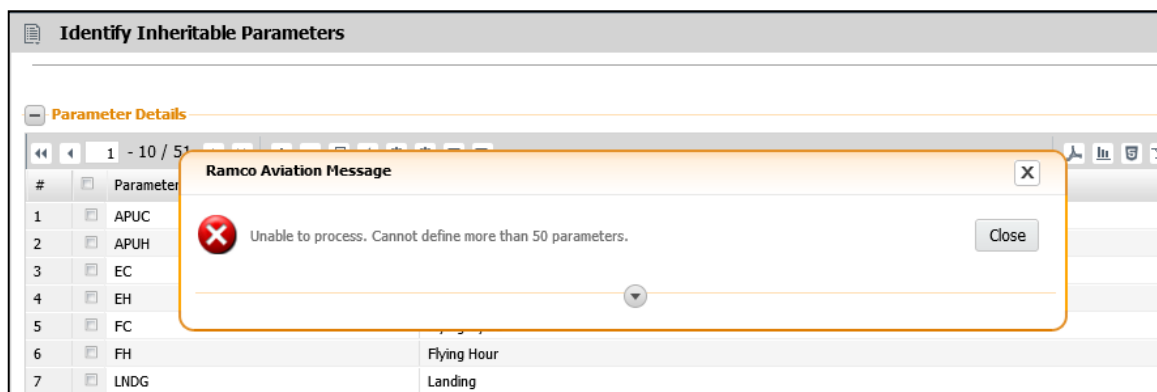 Identify Inheritable Parameters
Parameter Details
1 - 10 / 51
Ramco Aviation Message
X
# Parameter
1 APUC
Unable to process. Cannot define more than 50 parameters.
Close
2 APUH
3 EC
4 EH
5 FC
6 FH Flying Hour
7 LNDG Landing